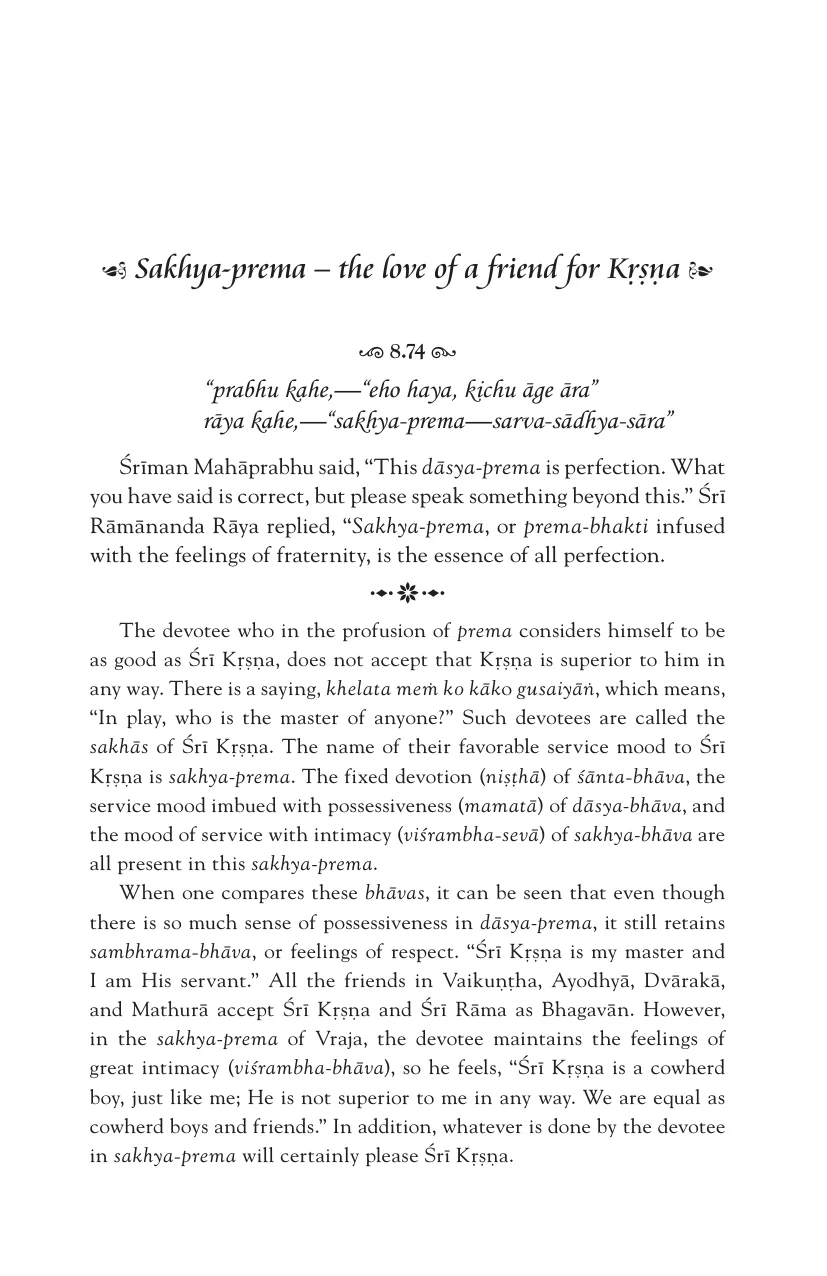 Sakhya-prema – the love of a friend for Kṛṣṇa
8.74
“prabhu kahe,—“eho haya, kichu āge āra”
rāya kahe,—“sakhya-prema—sarva-sādhya-sāra”
Śrīman Mahāprabhu said, “This dāsya-prema is perfection. What
you have said is correct, but please speak something beyond this.” Śrī
Rāmānanda Rāya replied, “Sakhya-prema, or prema-bhakti infused
with the feelings of fraternity, is the essence of all perfection.
The devotee who in the profusion of prema considers himself to be
as good as Śrī Kṛṣṇa, does not accept that Kṛṣṇa is superior to him in
any way. There is a saying, khelata meṁ ko kāko gusaiyāṅ, which means,
“In play, who is the master of anyone?” Such devotees are called the
sakhās of Śrī Kṛṣṇa. The name of their favorable service mood to Śrī
Kṛṣṇa is sakhya-prema. The fixed devotion (niṣṭhā) of śānta-bhāva, the
service mood imbued with possessiveness (mamatā) of dāsya-bhāva, and
the mood of service with intimacy (viśrambha-sevā) of sakhya-bhāva are
all present in this sakhya-prema.
When one compares these bhāvas, it can be seen that even though
there is so much sense of possessiveness in dāsya-prema, it still retains
sambhrama-bhāva, or feelings of respect. “Śrī Kṛṣṇa is my master and
I am His servant.” All the friends in Vaikuṇṭha, Ayodhyā, Dvārakā,
and Mathurā accept Śrī Kṛṣṇa and Śrī Rāma as Bhagavān. However,
in the sakhya-prema of Vraja, the devotee maintains the feelings of
great intimacy (viśrambha-bhāva), so he feels, “Śrī Kṛṣṇa is a cowherd
boy, just like me; He is not superior to me in any way. We are equal as
cowherd boys and friends.” In addition, whatever is done by the devotee
in sakhya-prema will certainly please Śrī Kṛṣṇa.